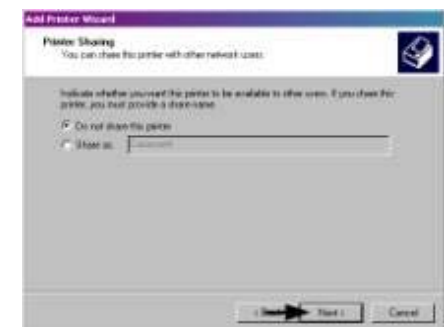 Add Printer Wizard
Printer Sharing
You can share this printer with other network users.
Indicate whether you want this printer to be available to other users. If you share this
printer, you must provide a share name.
Do not share this printer
Share as:
Next >
Cancel